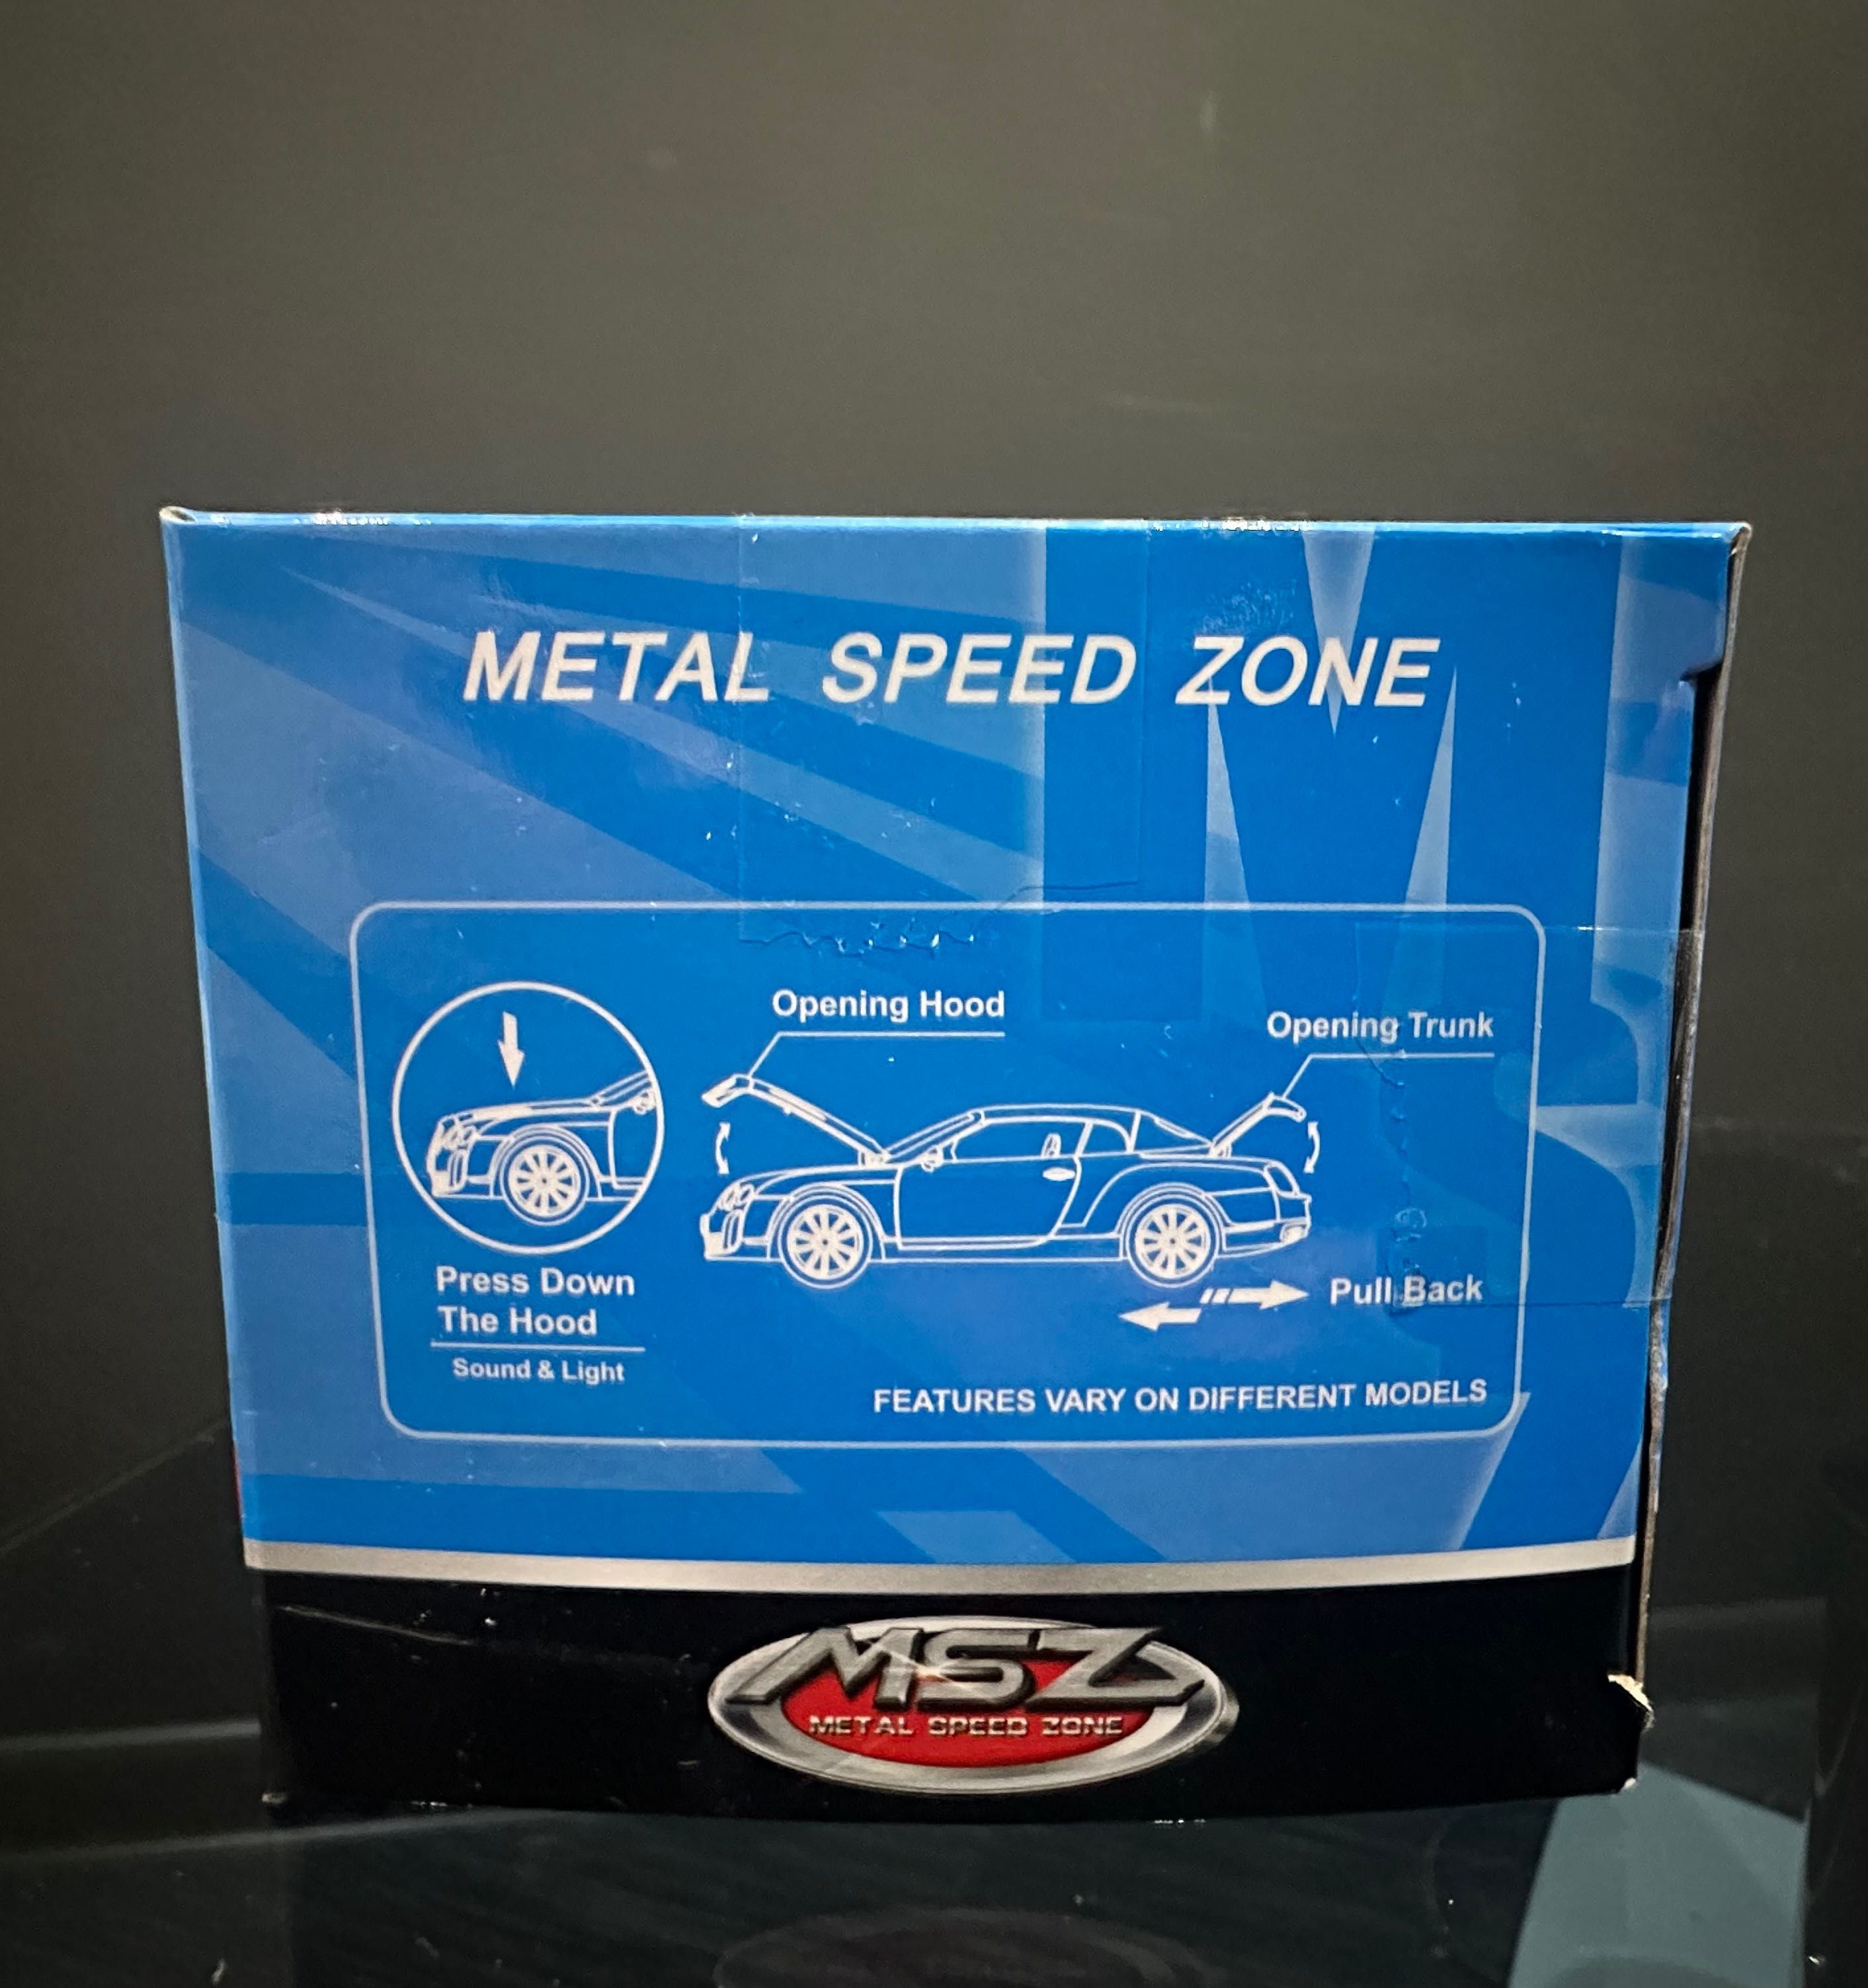 METAL SPEED ZONE
Opening Hood
Opening Trunk
Press Down
The Hood
Sound & Light
Pull Back
FEATURES VARY ON DIFFERENT MODELS
MSZ
METAL SPEED ZONE